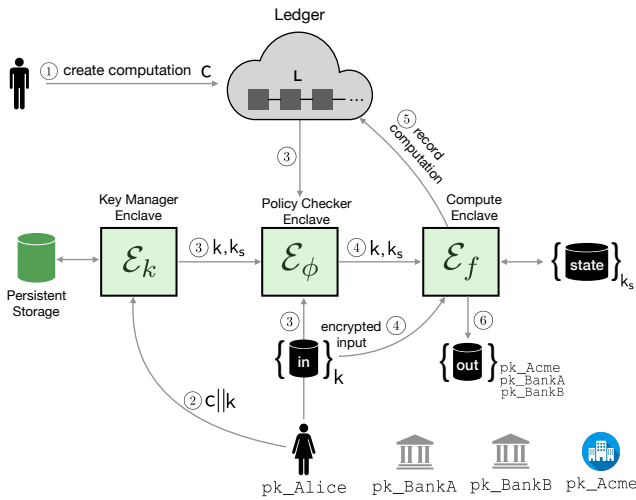 Ledger
① create computation c
L
...
③
⑤ record
computation
Key Manager
Enclave
Policy Checker
Enclave
Compute
Enclave
ℰk
③ k, ks
ℰϕ
④ k, ks
ℰf
{ state } ks
Persistent
Storage
③
encrypted
input
④
⑥
{ in } k
{ out } pk_Acme
pk_BankA
pk_BankB
② c||k
pk_Alice
pk_BankA
pk_BankB
pk_Acme